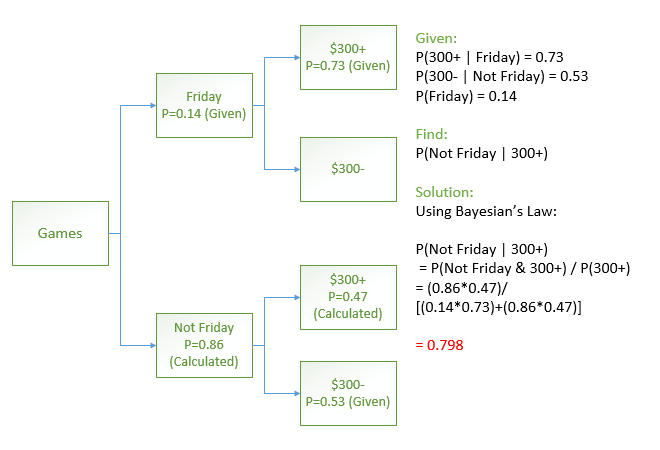 Games
Friday
P=0.14 (Given)
$300+
P=0.73 (Given)
$300-
Not Friday
P=0.86
(Calculated)
$300+
P=0.47
(Calculated)
$300-
P=0.53 (Given)
Given:
P(300+ | Friday) = 0.73
P(300- | Not Friday) = 0.53
P(Friday) = 0.14
Find:
P(Not Friday | 300+)
Solution:
Using Bayesian’s Law:
P(Not Friday | 300+)
= P(Not Friday & 300+) / P(300+)
= (0.86*0.47)/
[(0.14*0.73)+(0.86*0.47)]
= 0.798